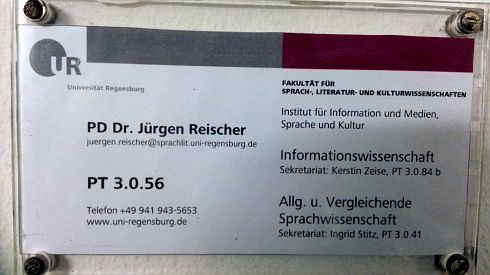 UR
Universität Regensburg
FAKULTÄT FÜR
SPRACH-, LITERATUR- UND KULTURWISSENSCHAFTEN
Institut für Information und Medien,
Sprache und Kultur
PD Dr. Jürgen Reischer
juergen.reischer@sprachlit.uni-regensburg.de
PT 3.0.56
Telefon +49 941 943-5653
www.uni-regensburg.de
Informationswissenschaft
Sekretariat: Kerstin Zeise, PT 3.0.84 b
Allg. u. Vergleichende
Sprachwissenschaft
Sekretariat: Ingrid Stitz, PT 3.0.41